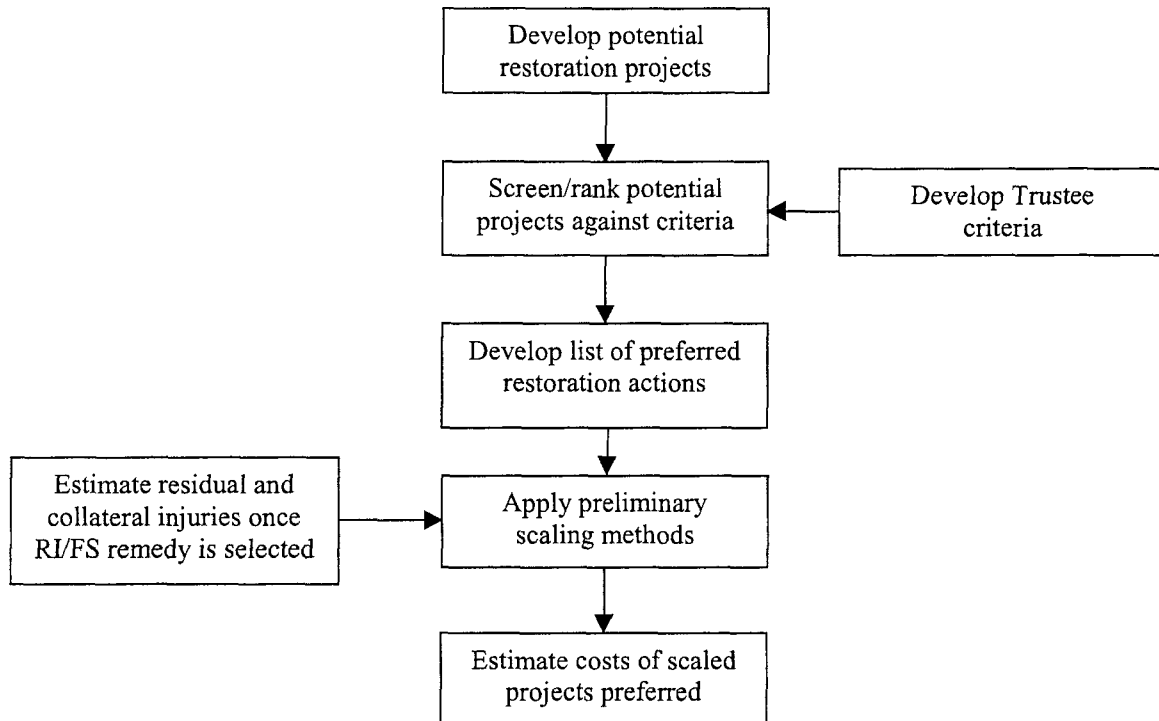 Develop potential
restoration projects
Screen/rank potential
projects against criteria
Develop Trustee
criteria
Develop list of preferred
restoration actions
Estimate residual and
collateral injuries once
RI/FS remedy is selected
Apply preliminary
scaling methods
Estimate costs of scaled
projects preferred